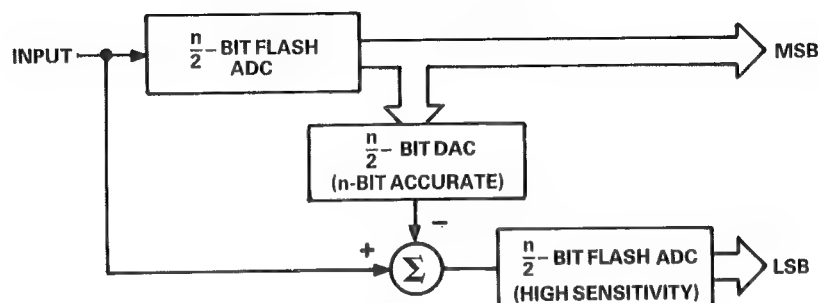 INPUT
n/2 – BIT FLASH
ADC
MSB
n/2 – BIT DAC
(n-BIT ACCURATE)
–
+
Σ
n/2 – BIT FLASH ADC
(HIGH SENSITIVITY)
LSB